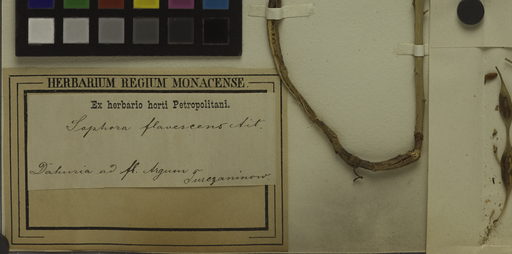 HERBARIUM REGIUM MONACENSE.
Ex herbario horti Petropolitani.
Sophora flavescens Ait.
Dahuria ad fl. Argun
Turczaninow.